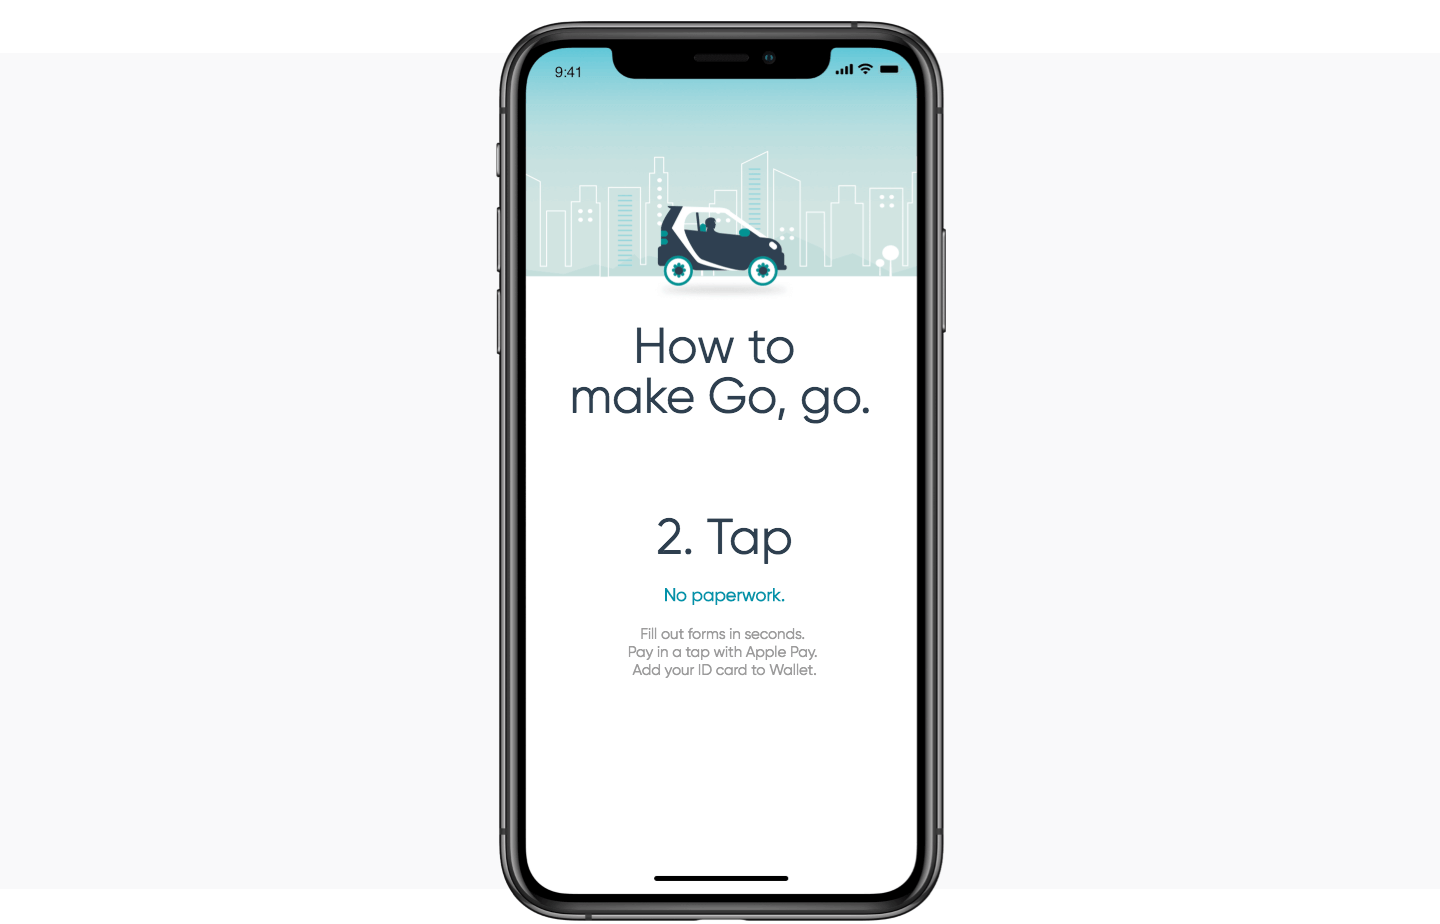 9:41
How to
make Go, go.
2. Tap
No paperwork.
Fill out forms in seconds.
Pay in a tap with Apple Pay.
Add your ID card to Wallet.